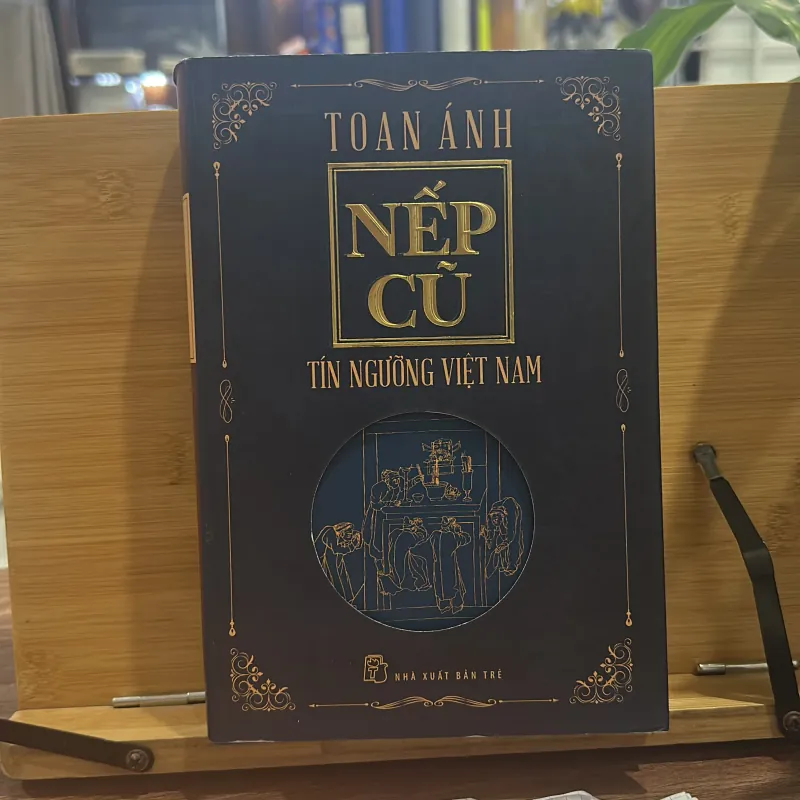 TOAN ÁNH
NẾP
CŨ
TÍN NGƯỠNG VIỆT NAM
NHÀ XUẤT BẢN TRẺ